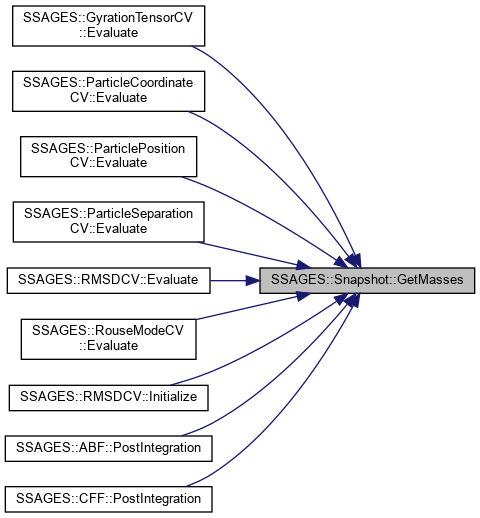 SSAGES::GyrationTensorCV
::Evaluate
SSAGES::ParticleCoordinate
CV::Evaluate
SSAGES::ParticlePosition
CV::Evaluate
SSAGES::ParticleSeparation
CV::Evaluate
SSAGES::RMSDCV::Evaluate
SSAGES::Snapshot::GetMasses
SSAGES::RouseModeCV
::Evaluate
SSAGES::RMSDCV::Initialize
SSAGES::ABF::PostIntegration
SSAGES::CFF::PostIntegration